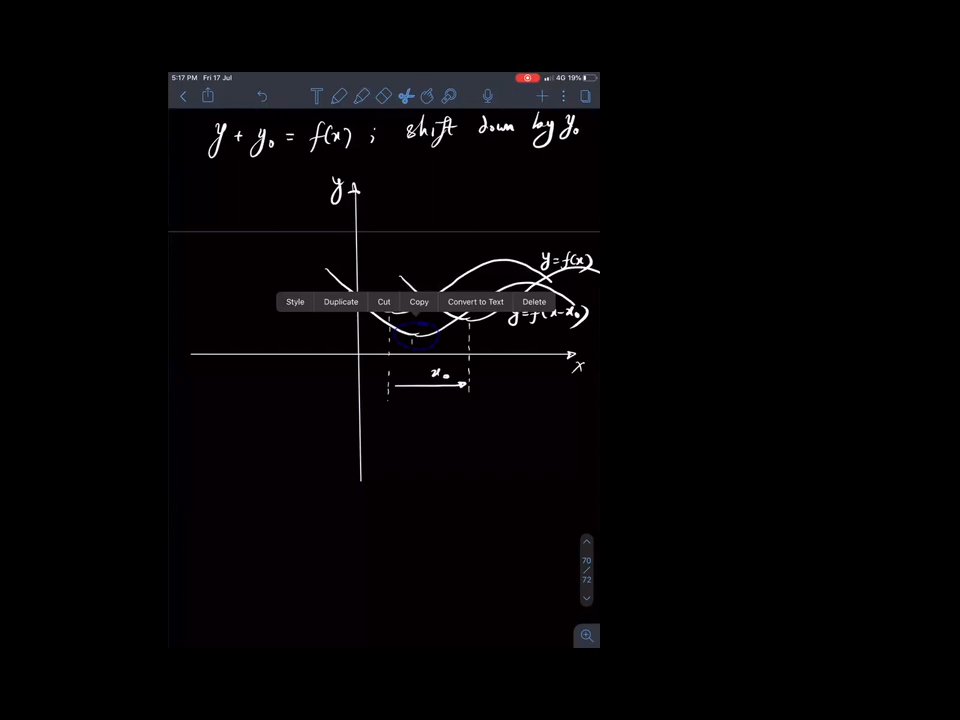 5:17 PM Fri 17 Jul 4G 19%
y + y₀ = f(x) ; shift down by y₀
y
y = f(x)
Style Duplicate Cut Copy Convert to Text Delete
y = f(x-x₀)
x
x₀
70
/
72